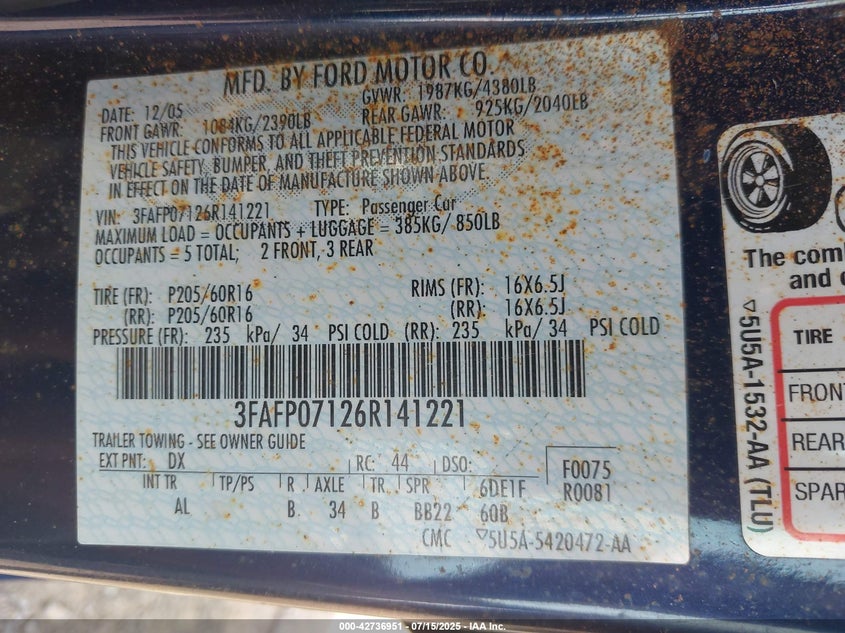 MFD. BY FORD MOTOR CO.
DATE: 12/05 GVWR: 1987KG/4380LB
FRONT GAWR: 1084KG/2390LB REAR GAWR: 925KG/2040LB
THIS VEHICLE CONFORMS TO ALL APPLICABLE FEDERAL MOTOR
VEHICLE SAFETY, BUMPER, AND THEFT PREVENTION STANDARDS
IN EFFECT ON THE DATE OF MANUFACTURE SHOWN ABOVE.
VIN: 3FAFP07126R141221 TYPE: Passenger Car
MAXIMUM LOAD = OCCUPANTS + LUGGAGE = 385KG/ 850LB
OCCUPANTS = 5 TOTAL; 2 FRONT, 3 REAR
TIRE (FR): P205/60R16 RIMS (FR): 16X6.5J
(RR): P205/60R16 (RR): 16X6.5J
PRESSURE (FR): 235 kPa/ 34 PSI COLD (RR): 235 kPa/ 34 PSI COLD
3FAFP07126R141221
TRAILER TOWING - SEE OWNER GUIDE
EXT PNT: DX RC: 44 DSO: F0075
INT TR TP/PS R AXLE TR SPR 6DE1F R0081
AL B 34 B BB22 60B
CMC ▽5U5A-5420472-AA
The com
and
TIRE
FRON
REAR
SPAR
▽5U5A-1532-AA (TLU)
000-42736951 - 07/15/2025 - IAA Inc.